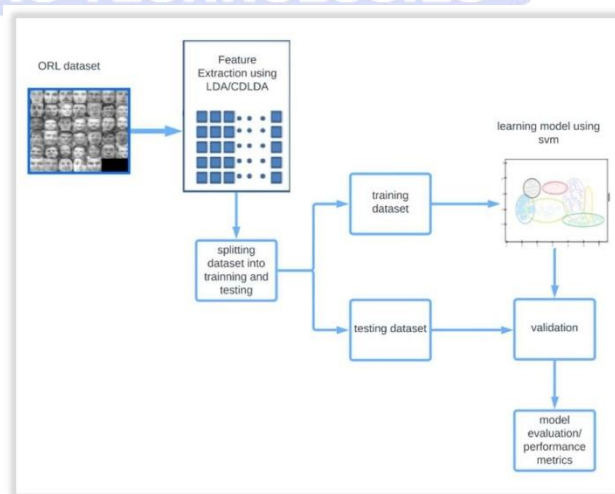 ORL dataset
Feature
Extraction using
LDA/CDLDA
learning model using
svm
training
dataset
splitting
dataset into
trainning and
testing
testing dataset
validation
model
evaluation/
performance
metrics